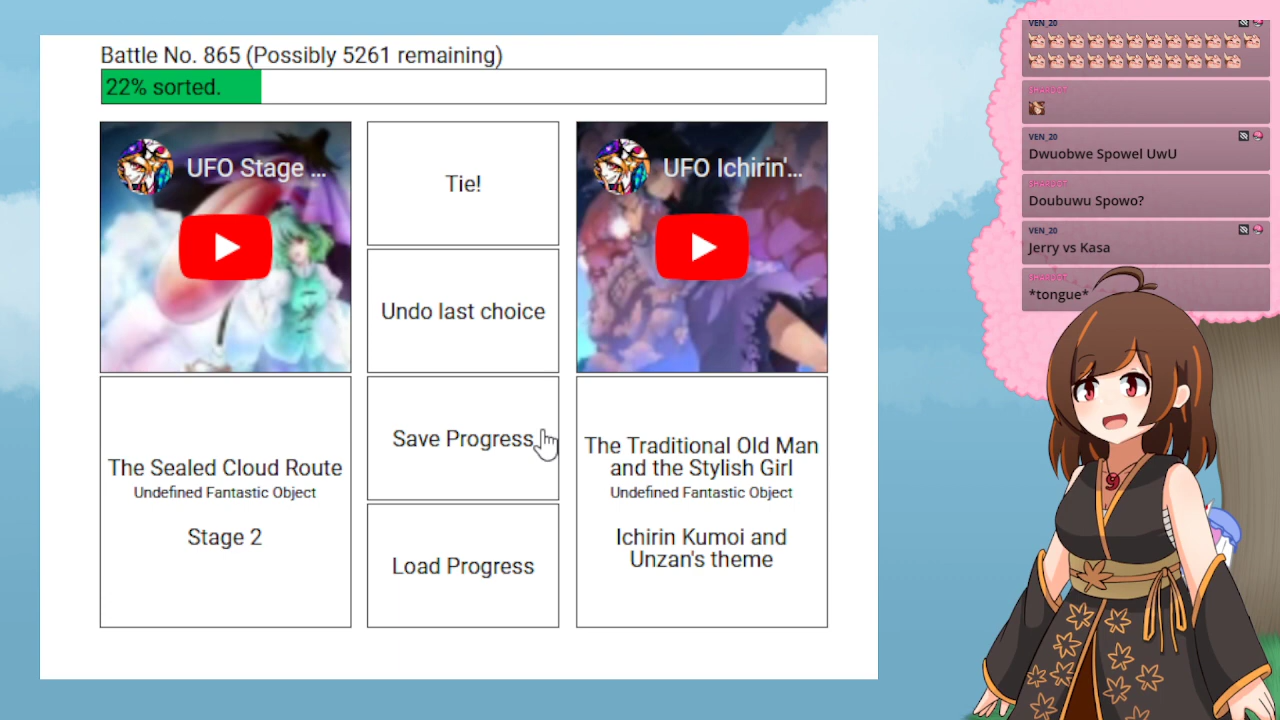 Battle No. 865 (Possibly 5261 remaining)
22% sorted.
UFO Stage ...
Tie!
UFO Ichirin'...
Undo last choice
Save Progress
Load Progress
The Sealed Cloud Route
Undefined Fantastic Object
Stage 2
The Traditional Old Man
and the Stylish Girl
Undefined Fantastic Object
Ichirin Kumoi and
Unzan's theme
VEN_20
VEN_20
Dwuobwe Spowel UwU
Doubuwu Spowo?
VEN_20
Jerry vs Kasa
*tongue*